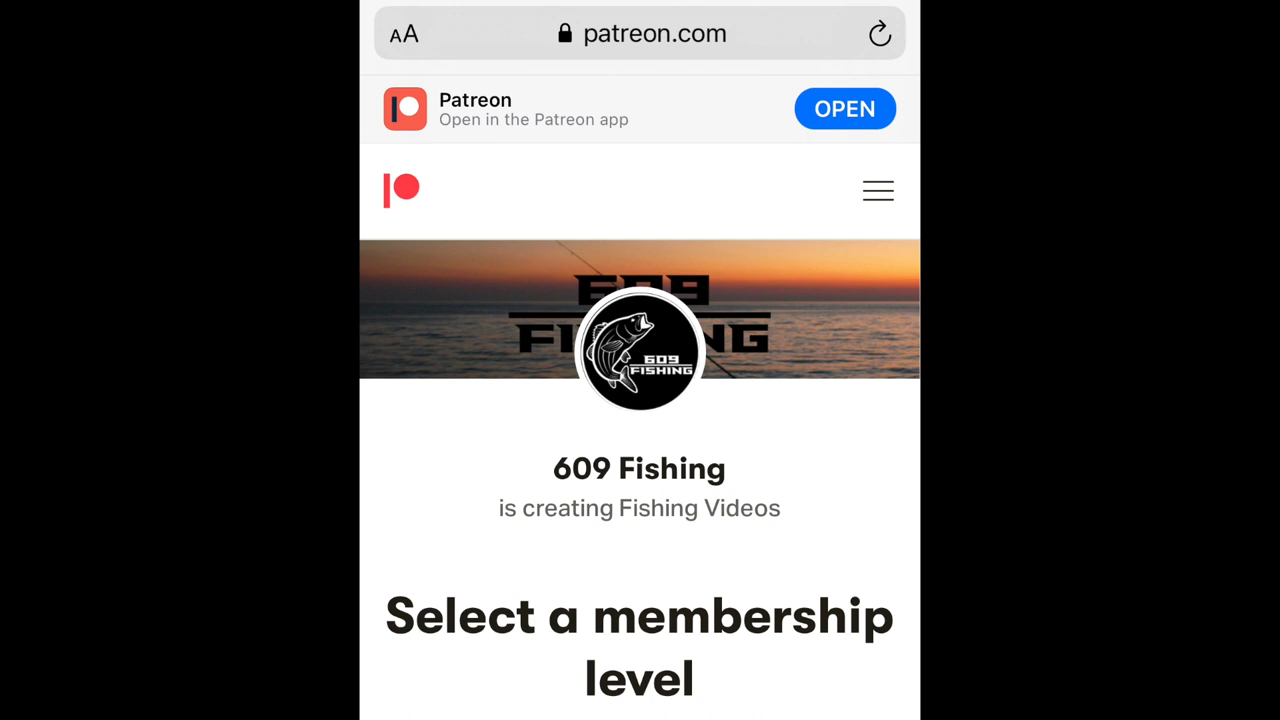 AA patreon.com
Patreon
Open in the Patreon app
OPEN
609
FISHING
609
FISHING
609 Fishing
is creating Fishing Videos
Select a membership
level